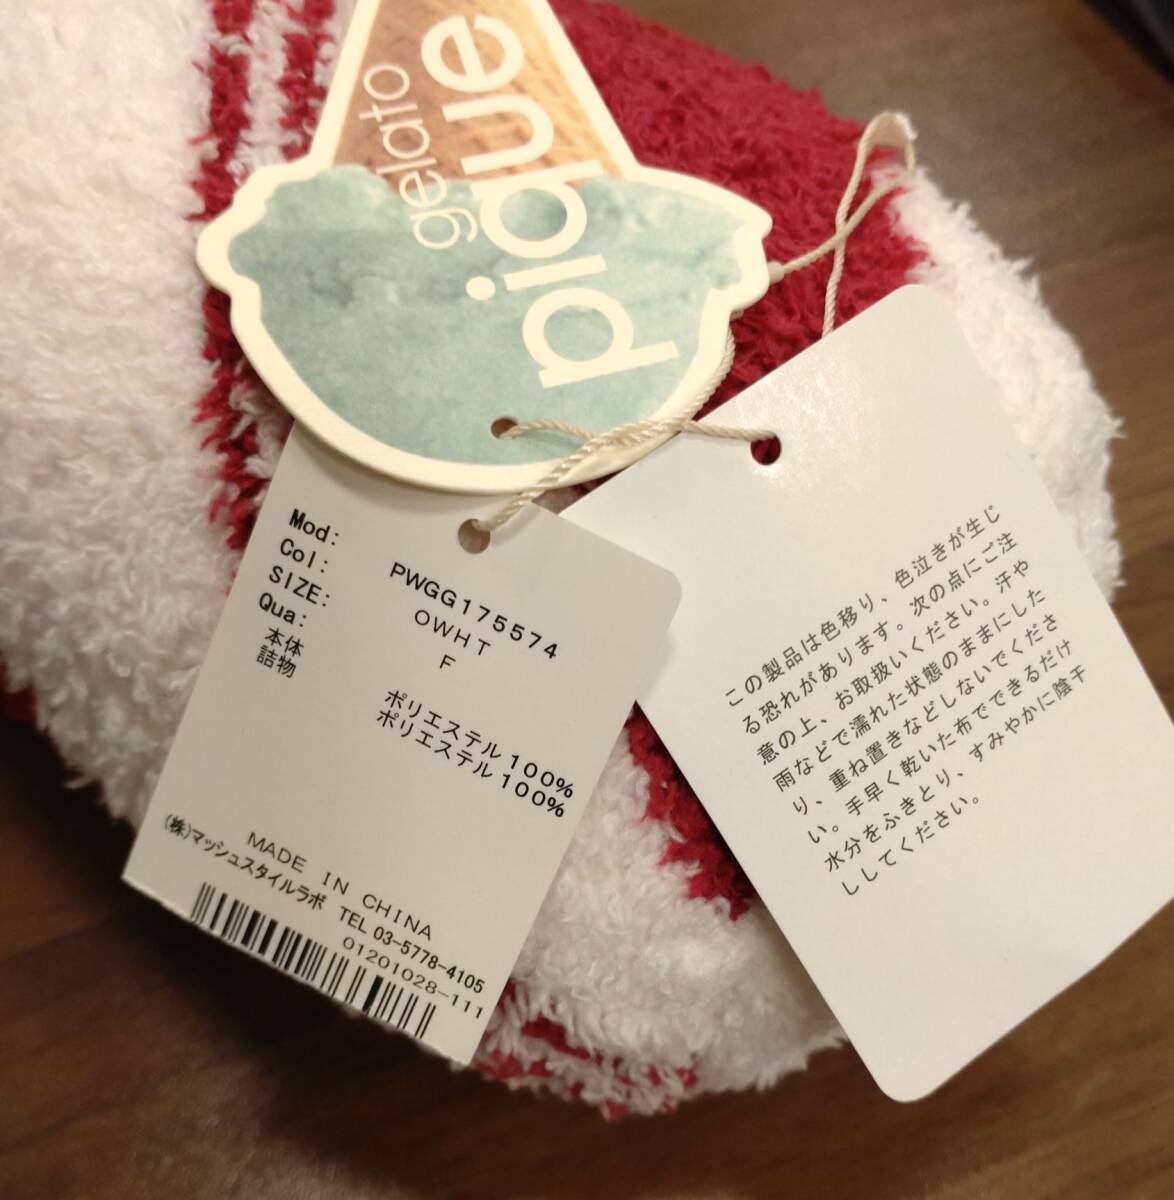 gelato
pique
Mod: PWGG175574
Col: OWHT
SIZE: F
Qua:
本体 ポリエステル100%
詰物 ポリエステル100%
MADE IN CHINA
(株)マッシュスタイルラボ TEL 03-5778-4105
01201028-111
この製品は色移り、色泣きが生じ
る恐れがあります。次の点にご注
意の上、お取扱いください。汗や
雨などで濡れた状態のままにした
り、重ね置きなどしないでくださ
い。手早く乾いた布でできるだけ
水分をふきとり、すみやかに陰干
ししてください。